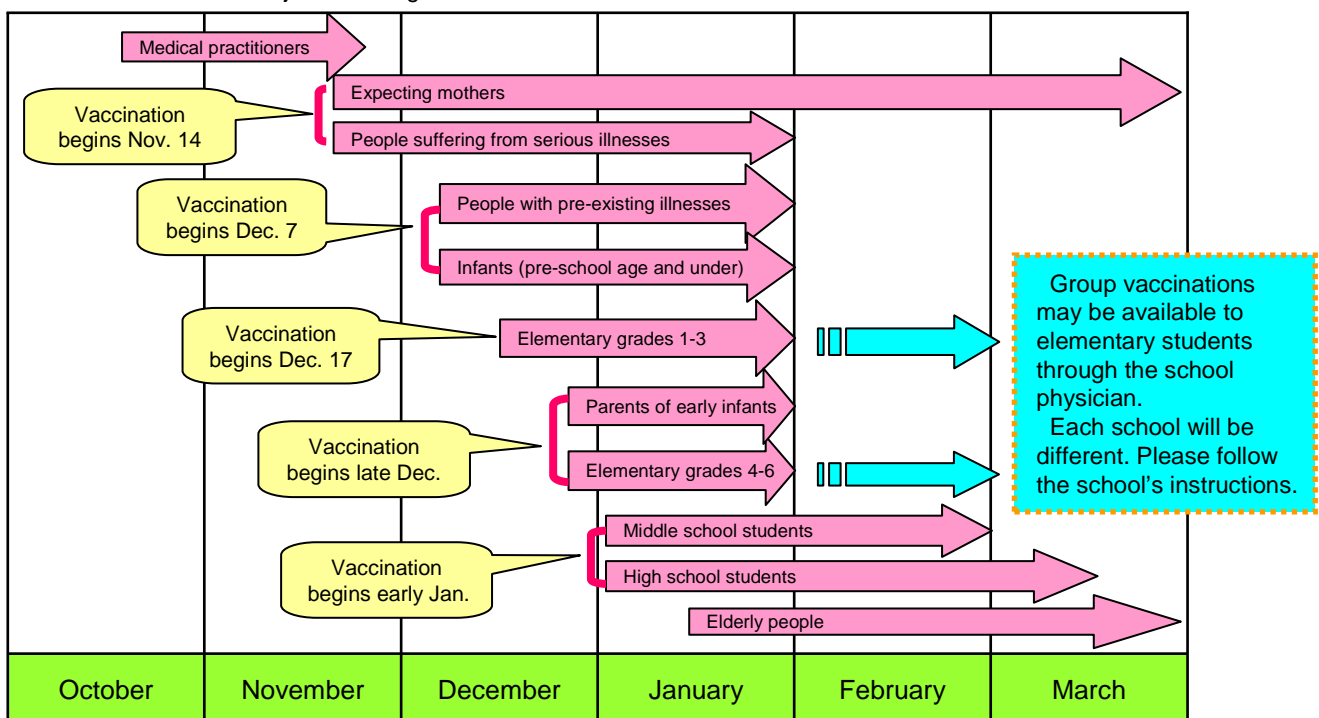 Medical practitioners
Expecting mothers
Vaccination
begins Nov. 14
People suffering from serious illnesses
Vaccination
begins Dec. 7
People with pre-existing illnesses
Infants (pre-school age and under)
Vaccination
begins Dec. 17
Elementary grades 1-3
Group vaccinations
may be available to
elementary students
through the school
physician.
Each school will be
different. Please follow
the school's instructions.
Parents of early infants
Vaccination
begins late Dec.
Elementary grades 4-6
Middle school students
Vaccination
begins early Jan.
High school students
Elderly people
October November December January February March